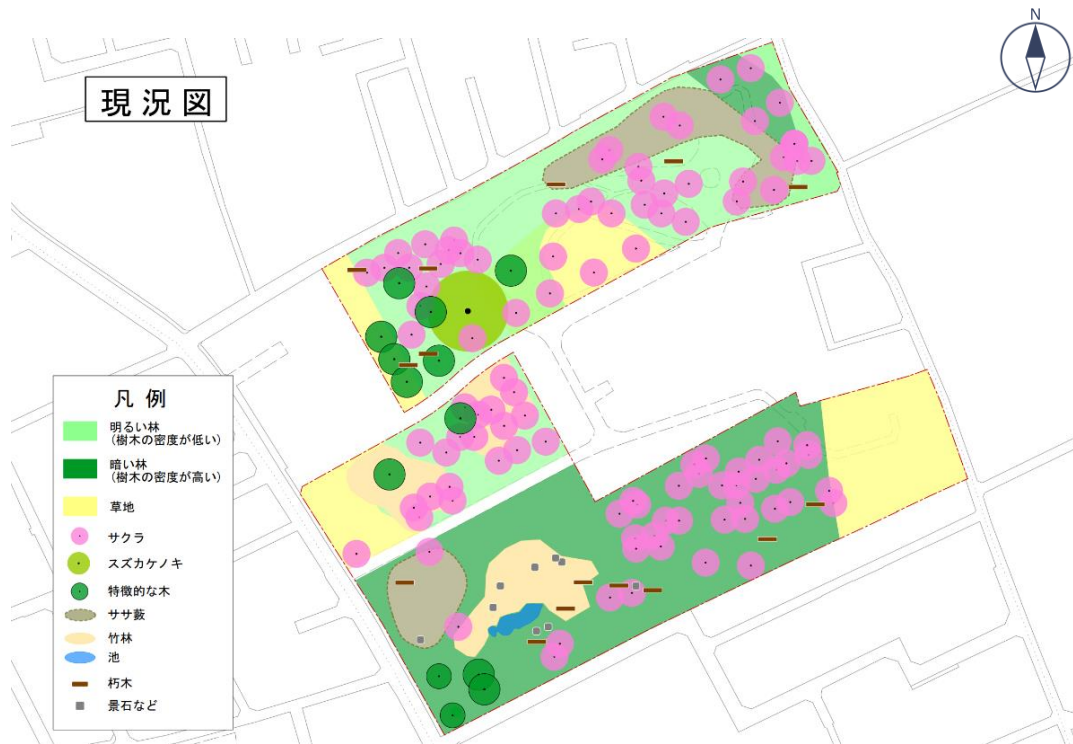 N
現況図
凡例
明るい林
(樹木の密度が低い)
暗い林
(樹木の密度が高い)
草地
サクラ
スズカケノキ
特徴的な木
ササ藪
竹林
池
朽木
景石など